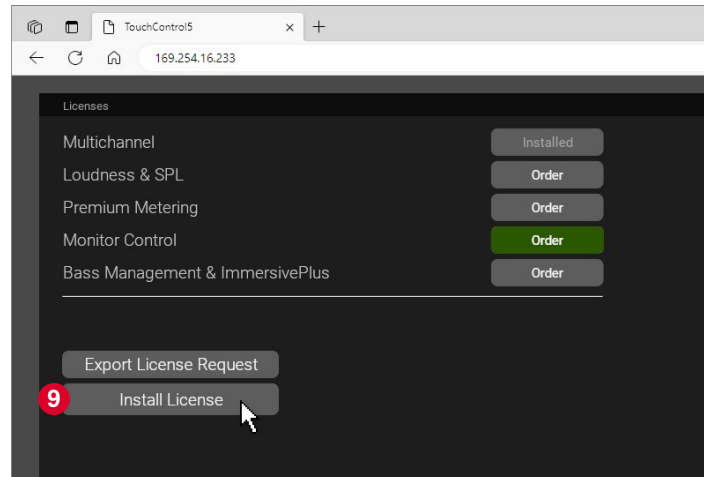 TouchControl5
169.254.16.233
Licenses
Multichannel Installed
Loudness & SPL Order
Premium Metering Order
Monitor Control Order
Bass Management & ImmersivePlus Order
Export License Request
9 Install License